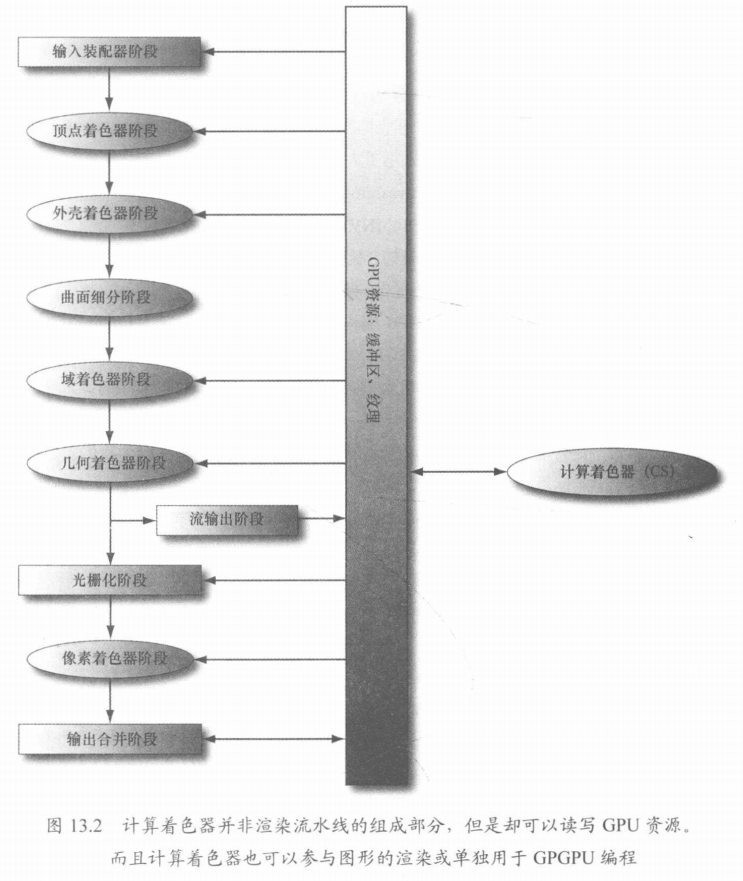 输入装配器阶段
顶点着色器阶段
外壳着色器阶段
曲面细分阶段
域着色器阶段
几何着色器阶段
流输出阶段
光栅化阶段
像素着色器阶段
输出合并阶段
GPU资源：缓冲区、纹理
计算着色器（CS）
图 13.2 计算着色器并非渲染流水线的组成部分，但是却可以读写 GPU 资源。
而且计算着色器也可以参与图形的渲染或单独用于 GPGPU 编程